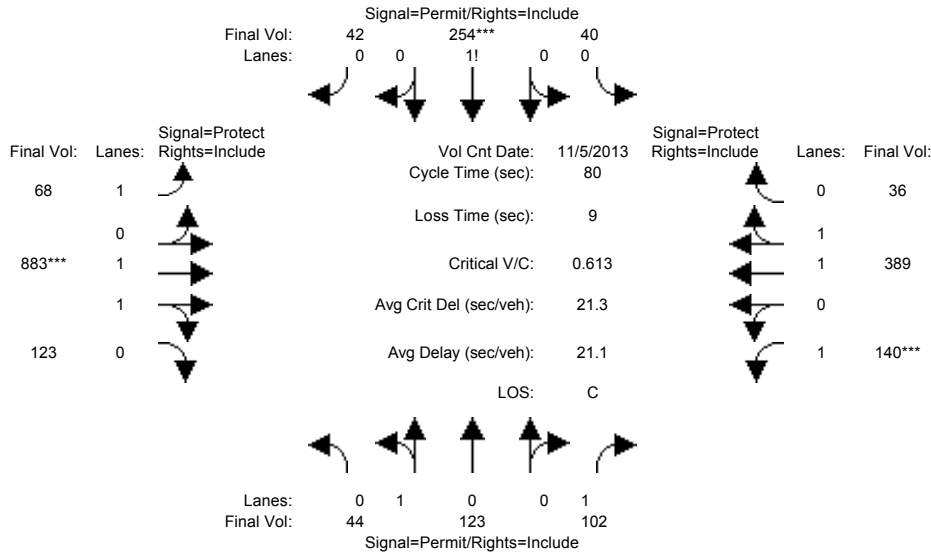 Signal=Permit/Rights=Include
Final Vol: 42 254*** 40
Lanes: 0 0 1! 0 0
Signal=Protect Signal=Protect
Final Vol: Lanes: Rights=Include Vol Cnt Date: 11/5/2013 Rights=Include Lanes: Final Vol:
Cycle Time (sec): 80
68 1 0 36
Loss Time (sec): 9
0 1
883*** 1 Critical V/C: 0.613 1 389
1 Avg Crit Del (sec/veh): 21.3 0
123 0 Avg Delay (sec/veh): 21.1 1 140***
LOS: C
Lanes: 0 1 0 0 1
Final Vol: 44 123 102
Signal=Permit/Rights=Include